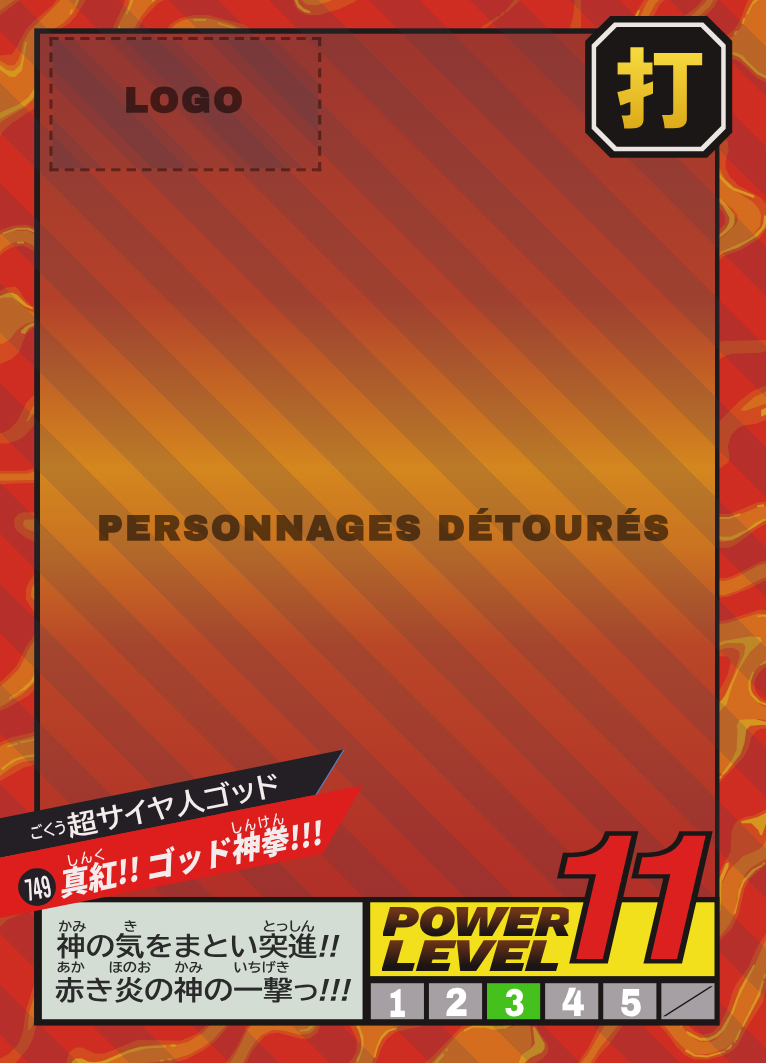 LOGO
打
PERSONNAGES DÉTOURÉS
ごくう超サイヤ人ゴッド
しんく
しんけん
749 真紅!! ゴッド神拳!!!
かみ き とっしん
神の気をまとい突進!!
あか ほのお かみ いちげき
赤き炎の神の一撃っ!!!
POWER
LEVEL
11
1 2 3 4 5